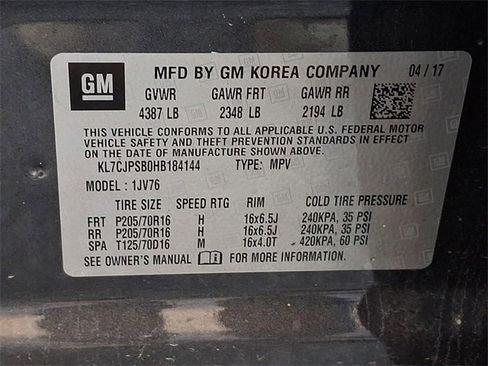 GM MFD BY GM KOREA COMPANY 04 / 17
GVWR GAWR FRT GAWR RR
4387 LB 2348 LB 2194 LB
THIS VEHICLE CONFORMS TO ALL APPLICABLE U.S. FEDERAL MOTOR
VEHICLE SAFETY AND THEFT PREVENTION STANDARDS IN EFFECT ON
THE DATE OF MANUFACTURE SHOWN ABOVE.
KL7CJPSB0HB184144 TYPE: MPV
MODEL : 1JV76
TIRE SIZE SPEED RTG RIM COLD TIRE PRESSURE
FRT P205/70R16 H 16x6.5J 240KPA, 35 PSI
RR P205/70R16 H 16x6.5J 240KPA, 35 PSI
SPA T125/70D16 M 16x4.0T 420KPA, 60 PSI
SEE OWNER'S MANUAL FOR MORE INFORMATION.